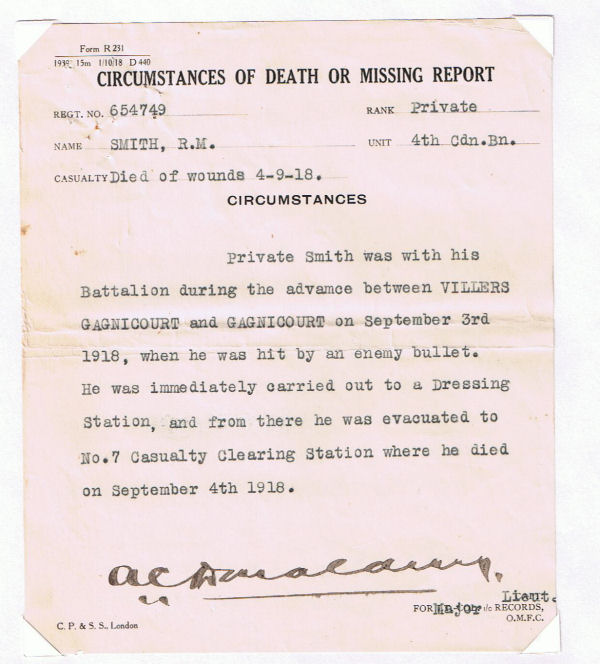 Form R 231
1938. 15m 1/10/18 D 440
CIRCUMSTANCES OF DEATH OR MISSING REPORT
REGT. NO. 654749 RANK Private
NAME SMITH, R.M. UNIT 4th Cdn.Bn.
CASUALTY Died of wounds 4-9-18.
CIRCUMSTANCES
Private Smith was with his
Battalion during the advamce between VILLERS
GAGNICOURT and GAGNICOURT on September 3rd
1918, when he was hit by an enemy bullet.
He was immediately carried out to a Dressing
Station, and from there he was evacuated to
No.7 Casualty Clearing Station where he died
on September 4th 1918.
Lieut.
FOR Major i/c RECORDS,
O.M.F.C.
C. P. & S. S., London